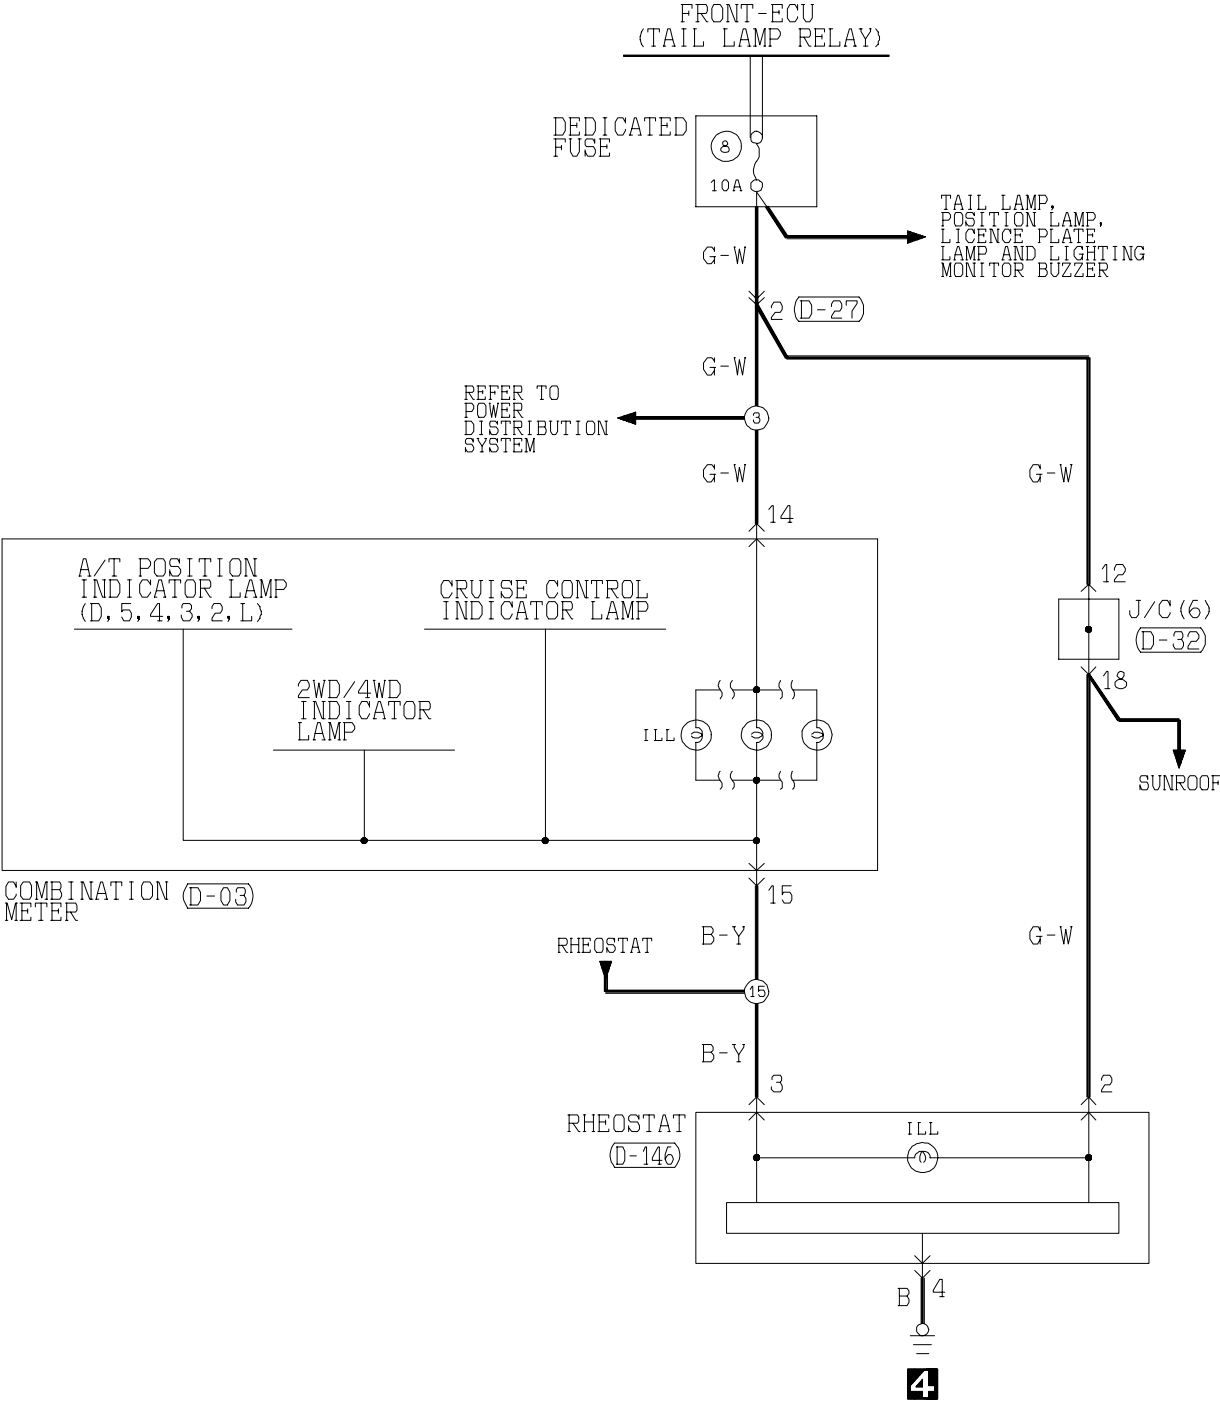 FRONT-ECU
(TAIL LAMP RELAY)
DEDICATED
FUSE
8
10A
TAIL LAMP,
POSITION LAMP,
LICENCE PLATE
LAMP AND LIGHTING
MONITOR BUZZER
G-W
2 D-27
G-W
REFER TO
POWER
DISTRIBUTION
SYSTEM
3
G-W
G-W
14
A/T POSITION
INDICATOR LAMP
(D, 5, 4, 3, 2, L)
CRUISE CONTROL
INDICATOR LAMP
12
J/C (6)
D-32
2WD/4WD
INDICATOR
LAMP
18
ILL
SUNROOF
COMBINATION
METER
D-03
15
B-Y
G-W
RHEOSTAT
15
B-Y
3
2
RHEOSTAT
D-146
ILL
4
B
4